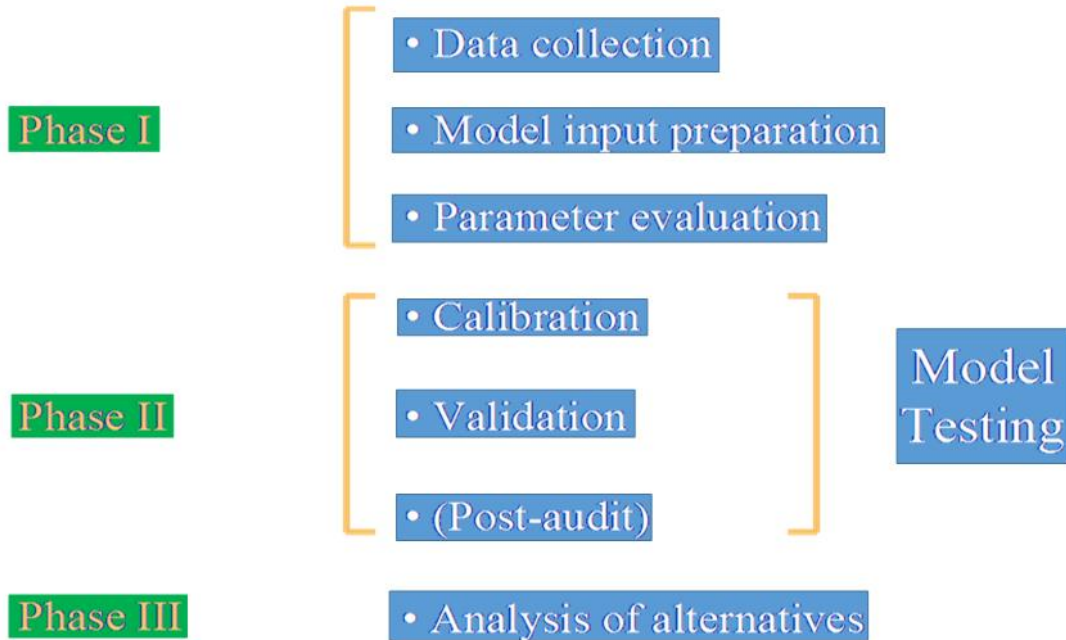 Phase I
• Data collection
• Model input preparation
• Parameter evaluation
Phase II
• Calibration
• Validation
• (Post-audit)
Model
Testing
Phase III
• Analysis of alternatives